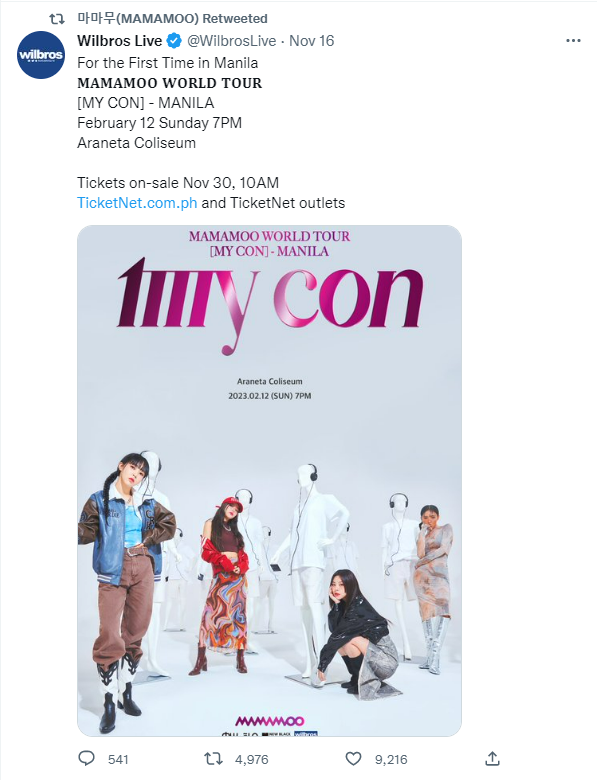 마마무(MAMAMOO) Retweeted
Wilbros Live @WilbrosLive · Nov 16
wilbros
For the First Time in Manila
MAMAMOO WORLD TOUR
[MY CON] - MANILA
February 12 Sunday 7PM
Araneta Coliseum
Tickets on-sale Nov 30, 10AM
TicketNet.com.ph and TicketNet outlets
MAMAMOO WORLD TOUR
[MY CON] - MANILA
my con
Araneta Coliseum
2023.02.12 (SUN) 7PM
MAMAMOO
wilbros
541
4,976
9,216